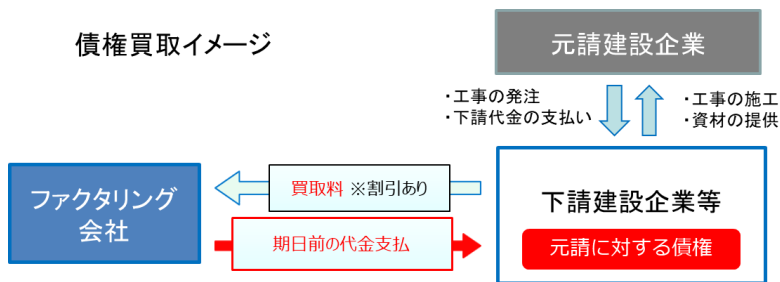 債権買取イメージ
元請建設企業
・工事の発注
・下請代金の支払い
・工事の施工
・資材の提供
ファクタリング
会社
買取料 ※割引あり
期日前の代金支払
下請建設企業等
元請に対する債権